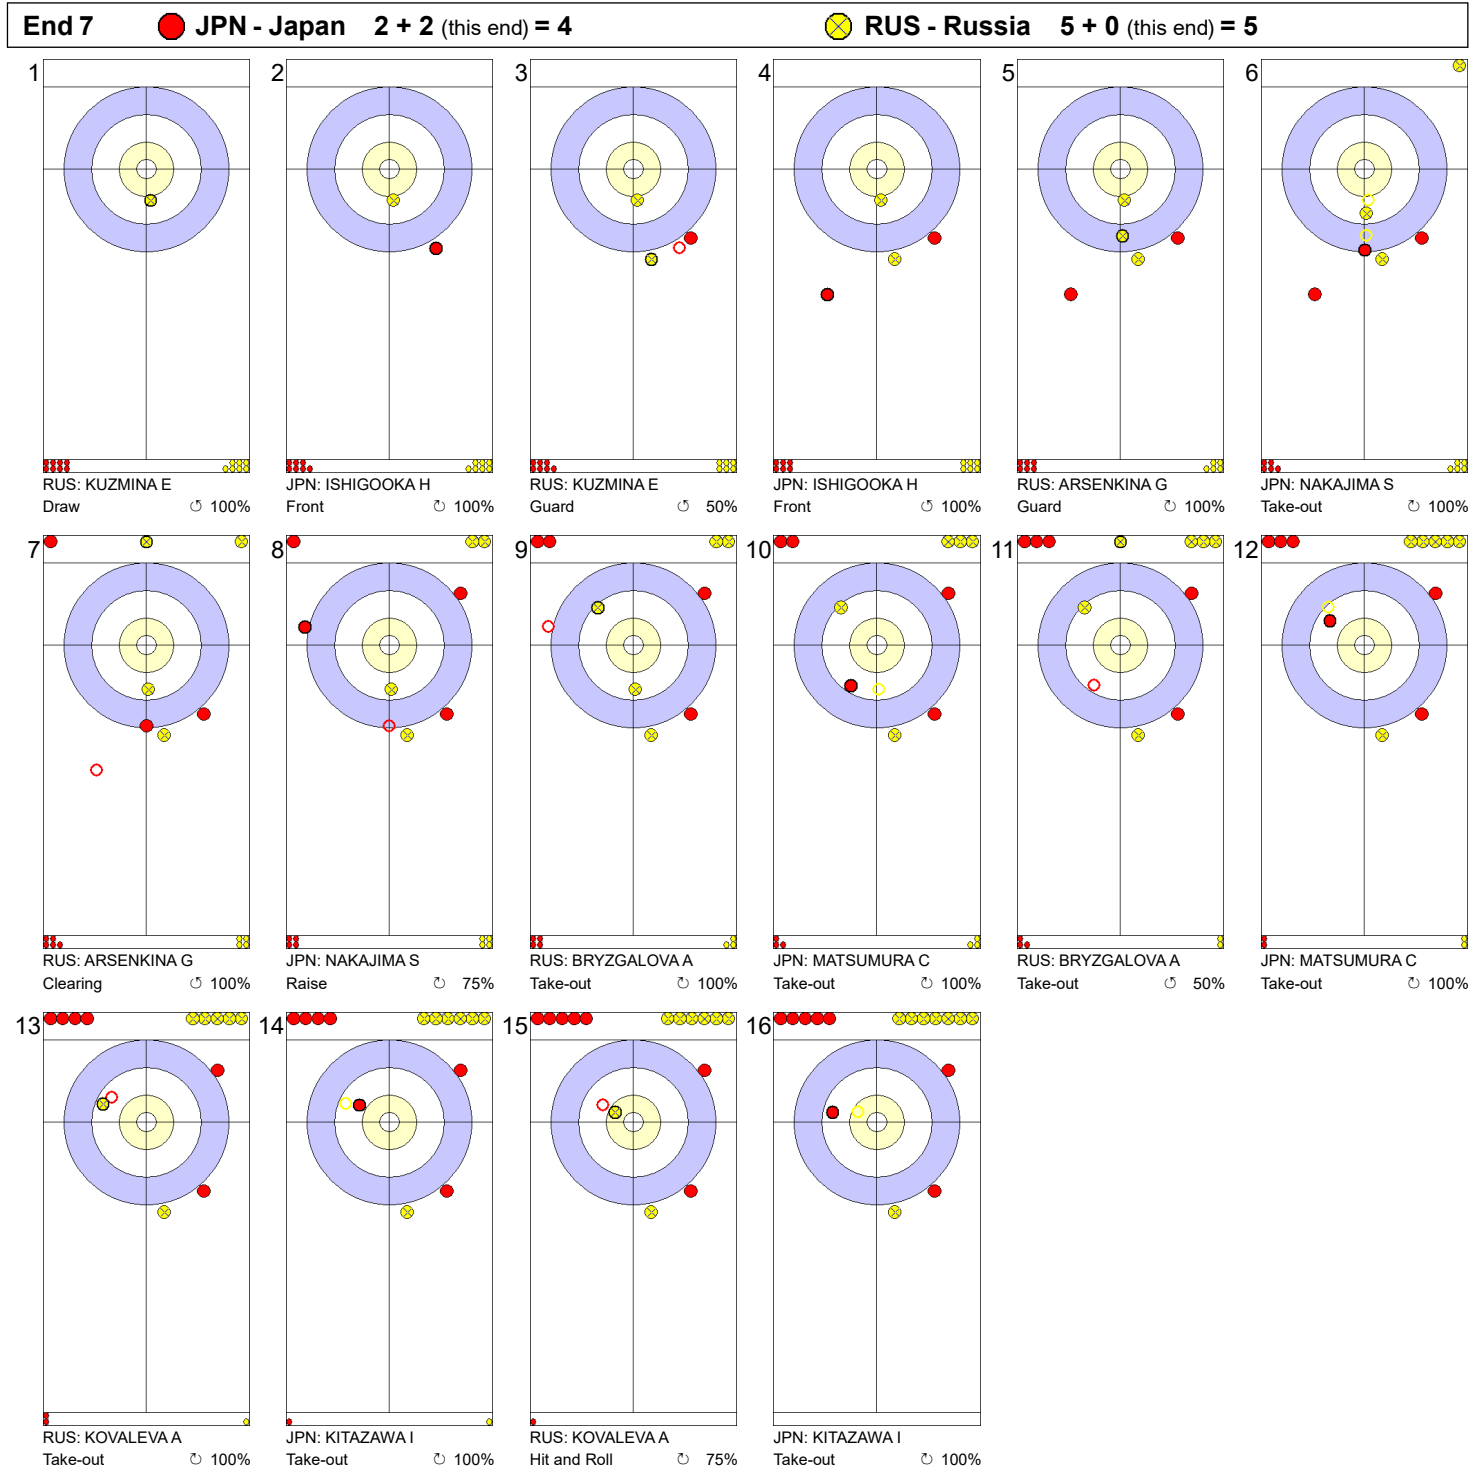 End 7 JPN - Japan 2 + 2 (this end) = 4 RUS - Russia 5 + 0 (this end) = 5
1 2 3 4 5 6
RUS: KUZMINA E JPN: ISHIGOOKA H RUS: KUZMINA E JPN: ISHIGOOKA H RUS: ARSENKINA G JPN: NAKAJIMA S
Draw ↺ 100% Front ↻ 100% Guard ↺ 50% Front ↻ 100% Guard ↺ 100% Take-out ↻ 100%
7 8 9 10 11 12
RUS: ARSENKINA G JPN: NAKAJIMA S RUS: BRYZGALOVA A JPN: MATSUMURA C RUS: BRYZGALOVA A JPN: MATSUMURA C
Clearing ↻ 100% Raise ↻ 75% Take-out ↻ 100% Take-out ↻ 100% Take-out ↺ 50% Take-out ↻ 100%
13 14 15 16
RUS: KOVALEVA A JPN: KITAZAWA I RUS: KOVALEVA A JPN: KITAZAWA I
Take-out ↻ 100% Take-out ↻ 100% Hit and Roll ↻ 75% Take-out ↻ 100%